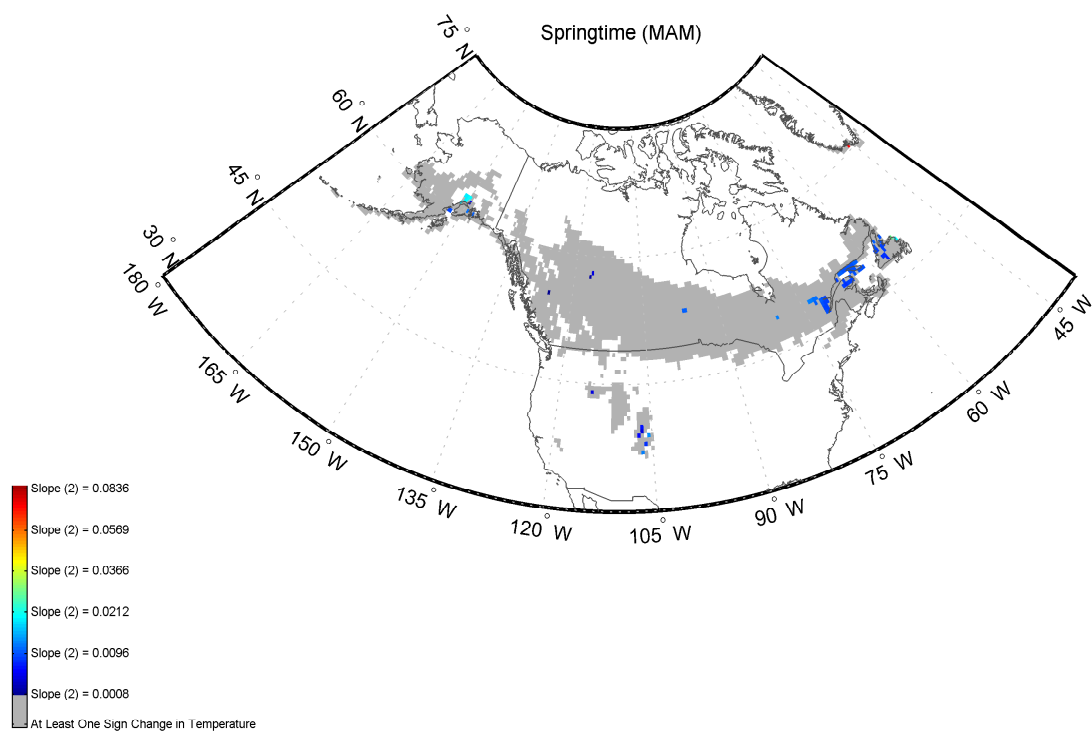 Springtime (MAM)
75° N
60° N
45° N
30° N
180° W
165° W
150° W
135° W
120° W
105° W
90° W
75° W
60° W
45° W
Slope (2) = 0.0836
Slope (2) = 0.0569
Slope (2) = 0.0366
Slope (2) = 0.0212
Slope (2) = 0.0096
Slope (2) = 0.0008
At Least One Sign Change in Temperature